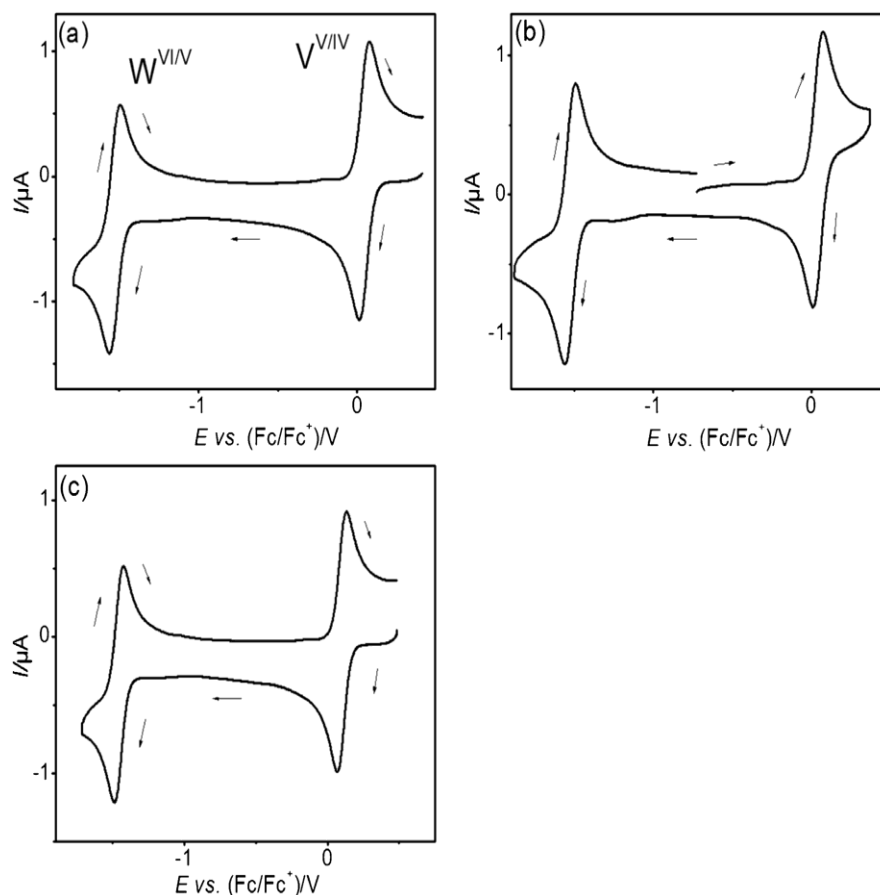 (a)
W^VI/V
V^V/IV
1
0
-1
I/μA
-1
0
E vs. (Fc/Fc⁺)/V
(b)
1
0
-1
I/μA
-1
0
E vs. (Fc/Fc⁺)/V
(c)
1
0
-1
I/μA
-1
0
E vs. (Fc/Fc⁺)/V